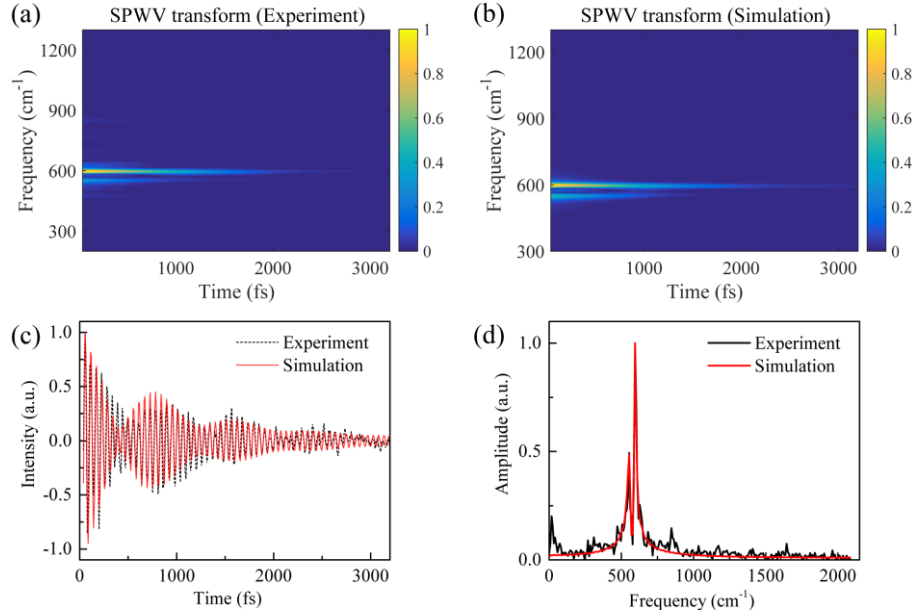 (a) SPWV transform (Experiment)
Frequency (cm⁻¹)
1200
900
600
300
1000 2000 3000
Time (fs)
1
0.8
0.6
0.4
0.2
0
(b) SPWV transform (Simulation)
Frequency (cm⁻¹)
1200
900
600
300
1000 2000 3000
Time (fs)
1
0.8
0.6
0.4
0.2
0
(c)
Intensity (a.u.)
1.0
0.5
0.0
-0.5
-1.0
Experiment
Simulation
0 1000 2000 3000
Time (fs)
(d)
Amplitude (a.u.)
1.0
0.5
0.0
Experiment
Simulation
0 500 1000 1500 2000
Frequency (cm⁻¹)